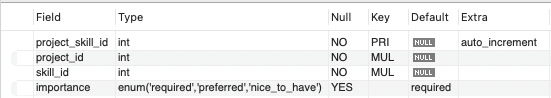 Field Type Null Key Default Extra
project_skill_id int NO PRI NULL auto_increment
project_id int NO MUL NULL
skill_id int NO MUL NULL
importance enum('required','preferred','nice_to_have') YES required